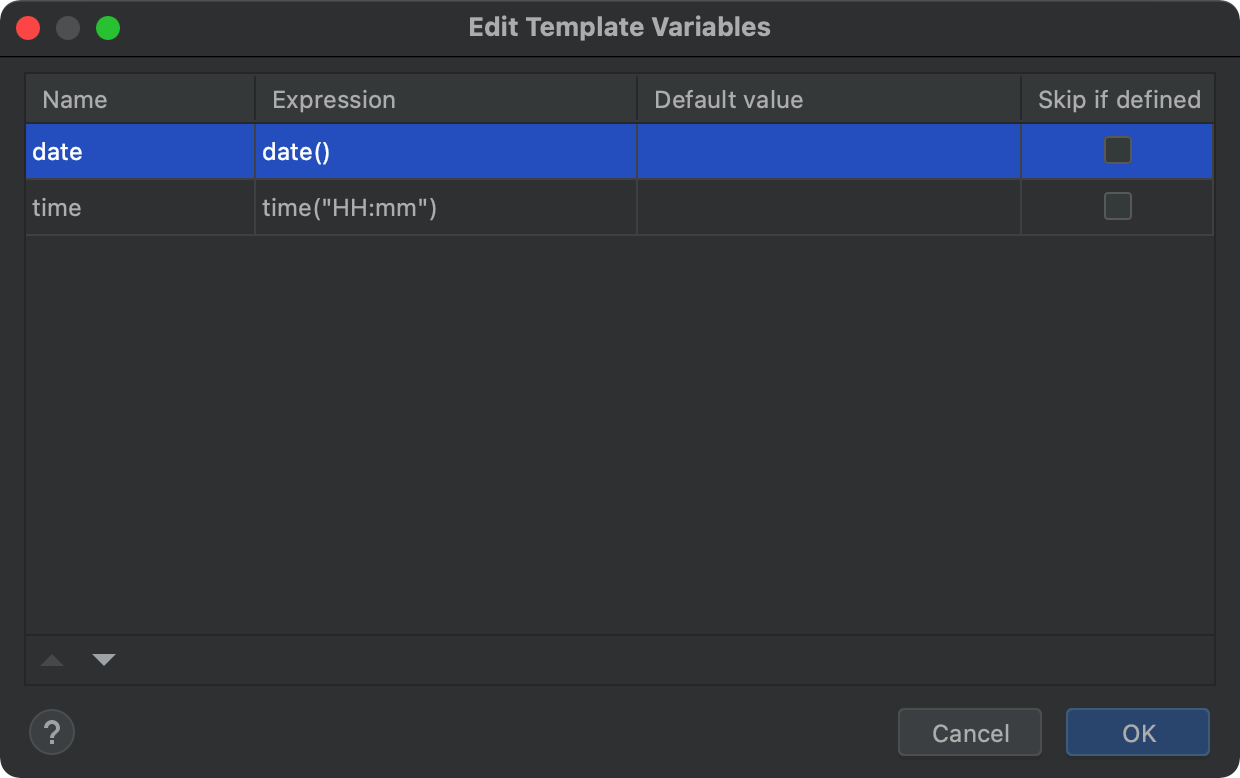 Edit Template Variables
Name Expression Default value Skip if defined
date date()
time time("HH:mm")
?
Cancel OK